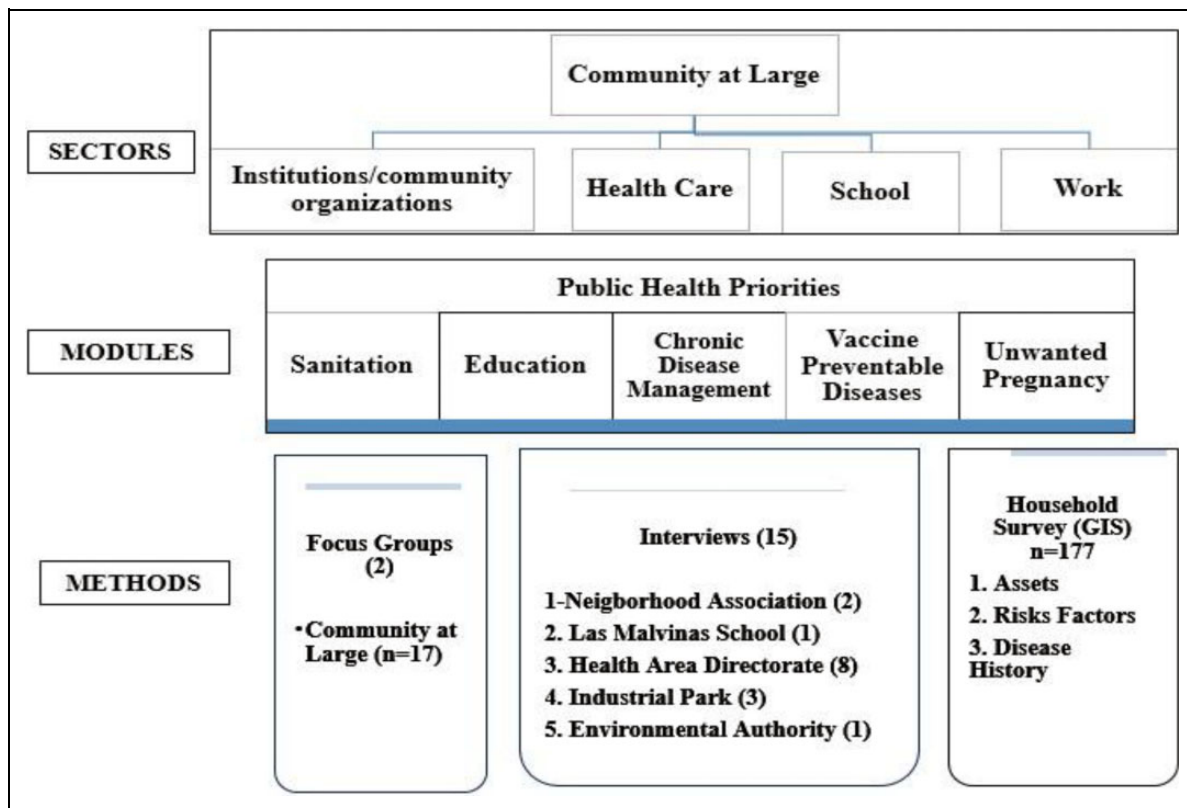 SECTORS
Community at Large
Institutions/community
organizations
Health Care
School
Work
MODULES
Public Health Priorities
Sanitation
Education
Chronic
Disease
Management
Vaccine
Preventable
Diseases
Unwanted
Pregnancy
METHODS
Focus Groups
(2)
•Community at
Large (n=17)
Interviews (15)
1-Neigborhood Association (2)
2. Las Malvinas School (1)
3. Health Area Directorate (8)
4. Industrial Park (3)
5. Environmental Authority (1)
Household
Survey (GIS)
n=177
1. Assets
2. Risks Factors
3. Disease
History